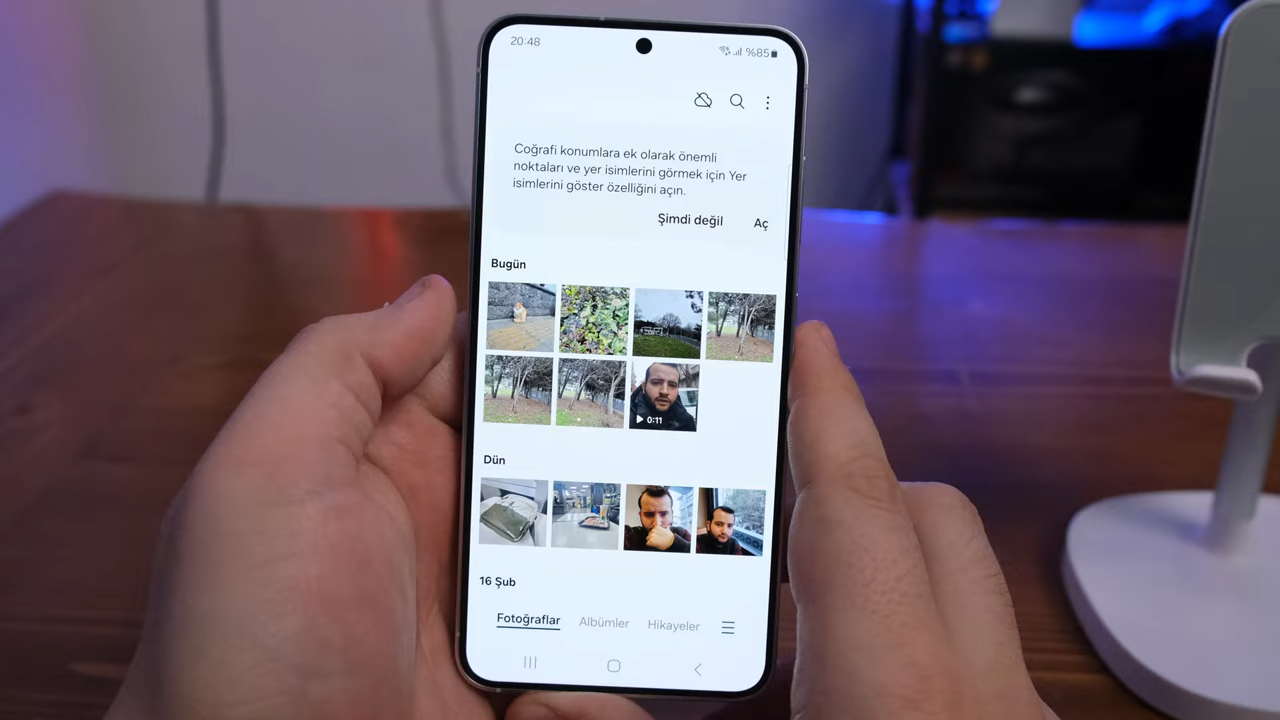 20:48
%85
Coğrafi konumlara ek olarak önemli
noktaları ve yer isimlerini görmek için Yer
isimlerini göster özelliğini açın.
Şimdi değil Aç
Bugün
0:11
Dün
16 Şub
Fotoğraflar Albümler Hikayeler